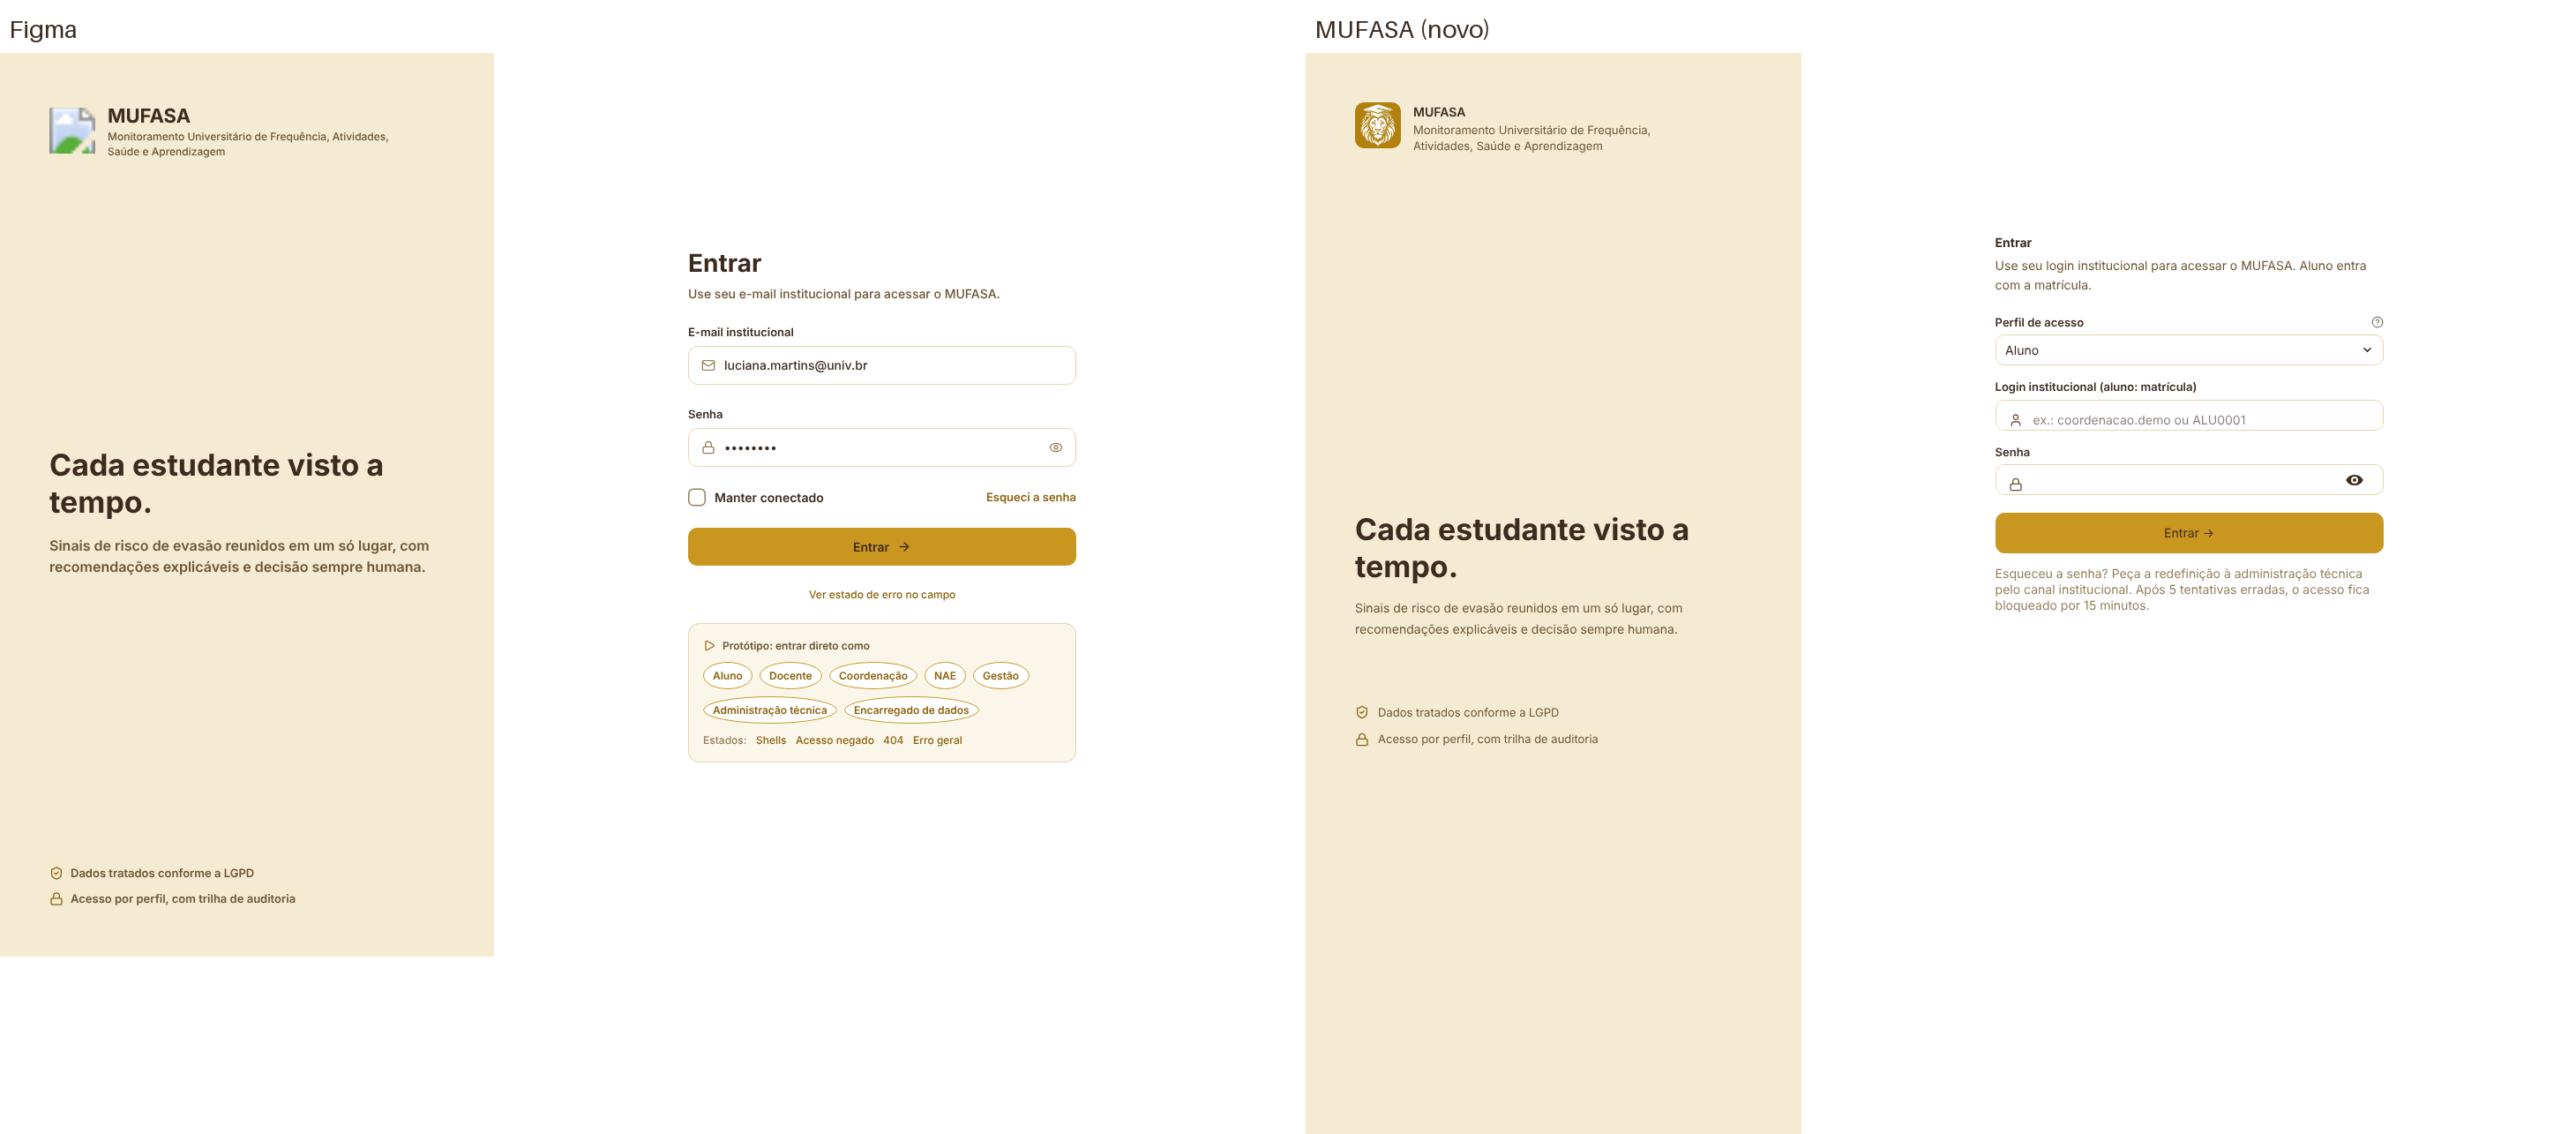 Figma
MUFASA
Monitoramento Universitário de Frequência, Atividades,
Saúde e Aprendizagem
Cada estudante visto a
tempo.
Sinais de risco de evasão reunidos em um só lugar, com
recomendações explicáveis e decisão sempre humana.
Dados tratados conforme a LGPD
Acesso por perfil, com trilha de auditoria
Entrar
Use seu e-mail institucional para acessar o MUFASA.
E-mail institucional
luciana.martins@univ.br
Senha
••••••••
Manter conectado
Esqueci a senha
Entrar →
Ver estado de erro no campo
Protótipo: entrar direto como
Aluno Docente Coordenação NAE Gestão
Administração técnica Encarregado de dados
Estados: Shells Acesso negado 404 Erro geral
MUFASA (novo)
MUFASA
Monitoramento Universitário de Frequência,
Atividades, Saúde e Aprendizagem
Cada estudante visto a
tempo.
Sinais de risco de evasão reunidos em um só lugar, com
recomendações explicáveis e decisão sempre humana.
Dados tratados conforme a LGPD
Acesso por perfil, com trilha de auditoria
Entrar
Use seu login institucional para acessar o MUFASA. Aluno entra
com a matrícula.
Perfil de acesso
Aluno
Login institucional (aluno: matrícula)
ex.: coordenacao.demo ou ALU0001
Senha
Entrar →
Esqueceu a senha? Peça a redefinição à administração técnica
pelo canal institucional. Após 5 tentativas erradas, o acesso fica
bloqueado por 15 minutos.